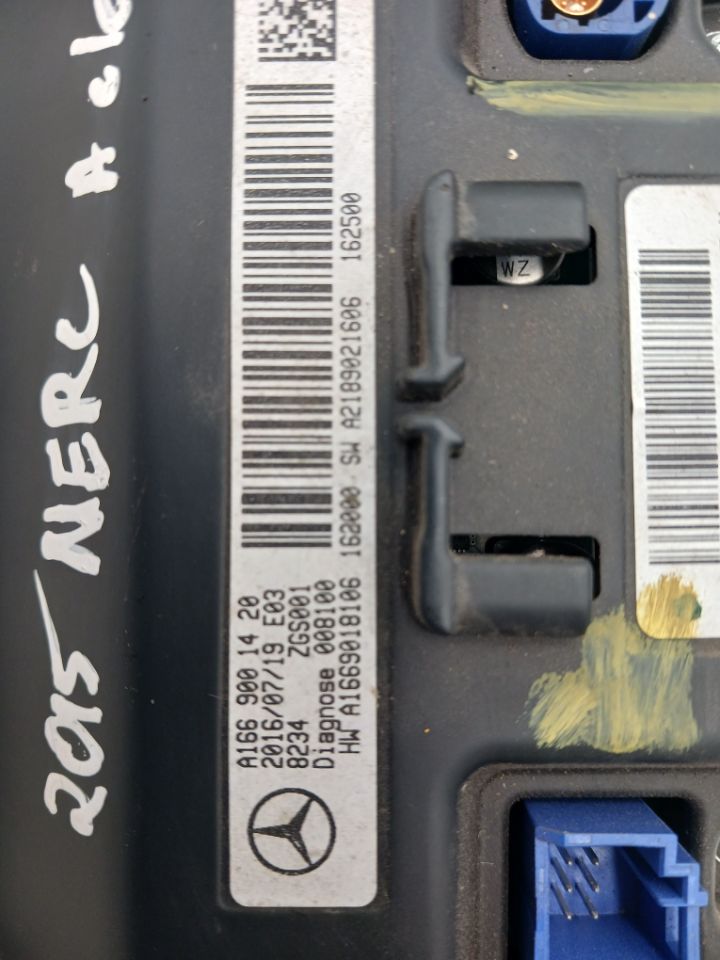 2015 MERC A
A166 900 14 20
2016/07/19 E03
8234 ZGS001
Diagnose 008100
HW A1669018106 162000 SW A2189021606 162500
WZ